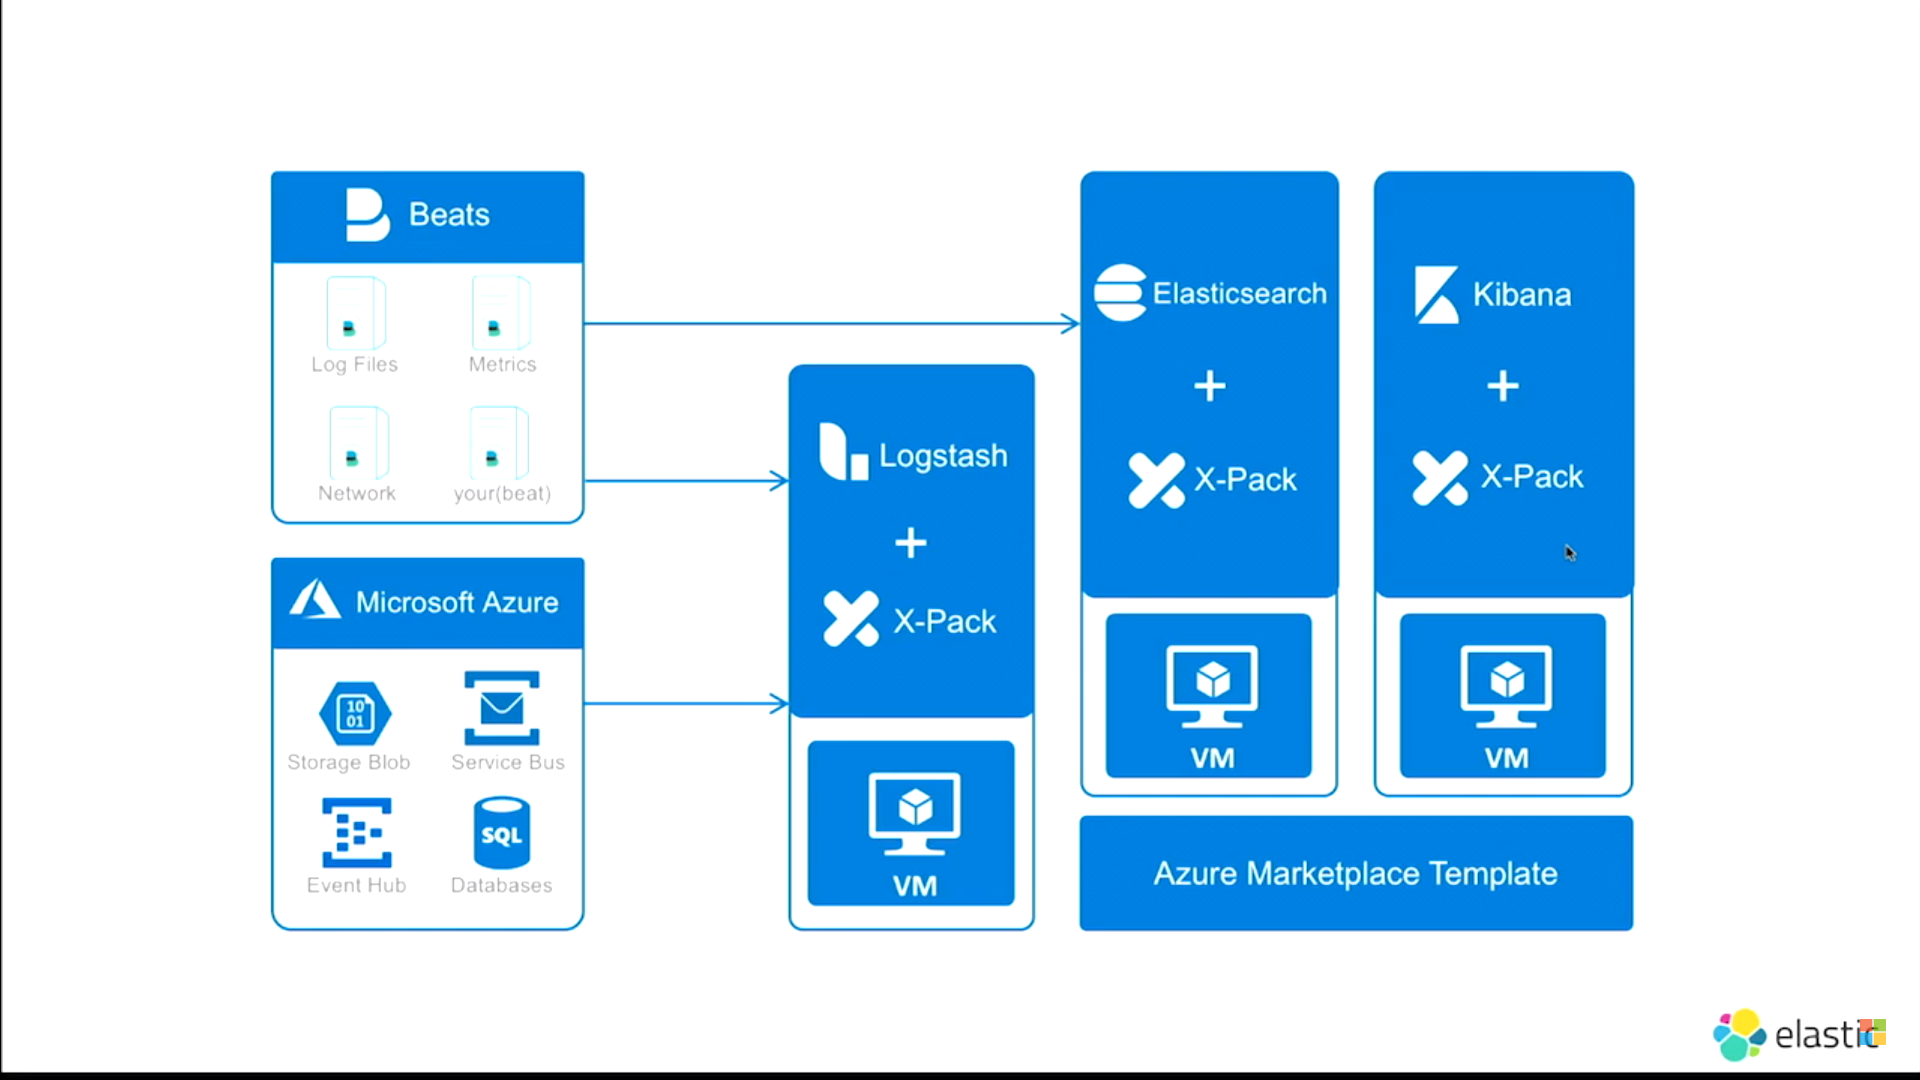 Beats
Log Files
Metrics
Network
your(beat)
Microsoft Azure
10
01
Storage Blob
Service Bus
Event Hub
SQL
Databases
Logstash
+
X-Pack
VM
Elasticsearch
+
X-Pack
VM
Kibana
+
X-Pack
VM
Azure Marketplace Template
elastic